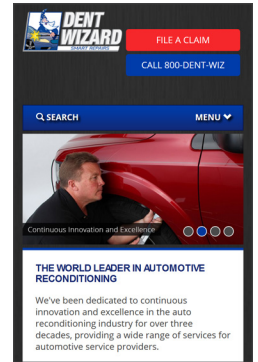 DENT
WIZARD
SMART REPAIRS
FILE A CLAIM
CALL 800-DENT-WIZ
SEARCH
MENU
Continuous Innovation and Excellence
THE WORLD LEADER IN AUTOMOTIVE
RECONDITIONING
We've been dedicated to continuous
innovation and excellence in the auto
reconditioning industry for over three
decades, providing a wide range of services for
automotive service providers.